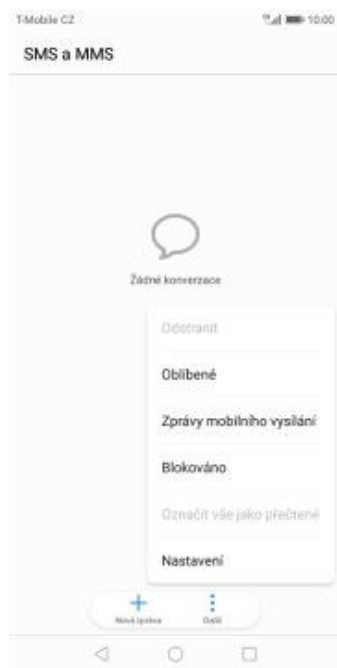 T-Mobile CZ
10:00
SMS a MMS
Žádné konverzace
Odstranit
Oblíbené
Zprávy mobilního vysílání
Blokováno
Označit vše jako přečtené
Nastavení
Nová zpráva
Další